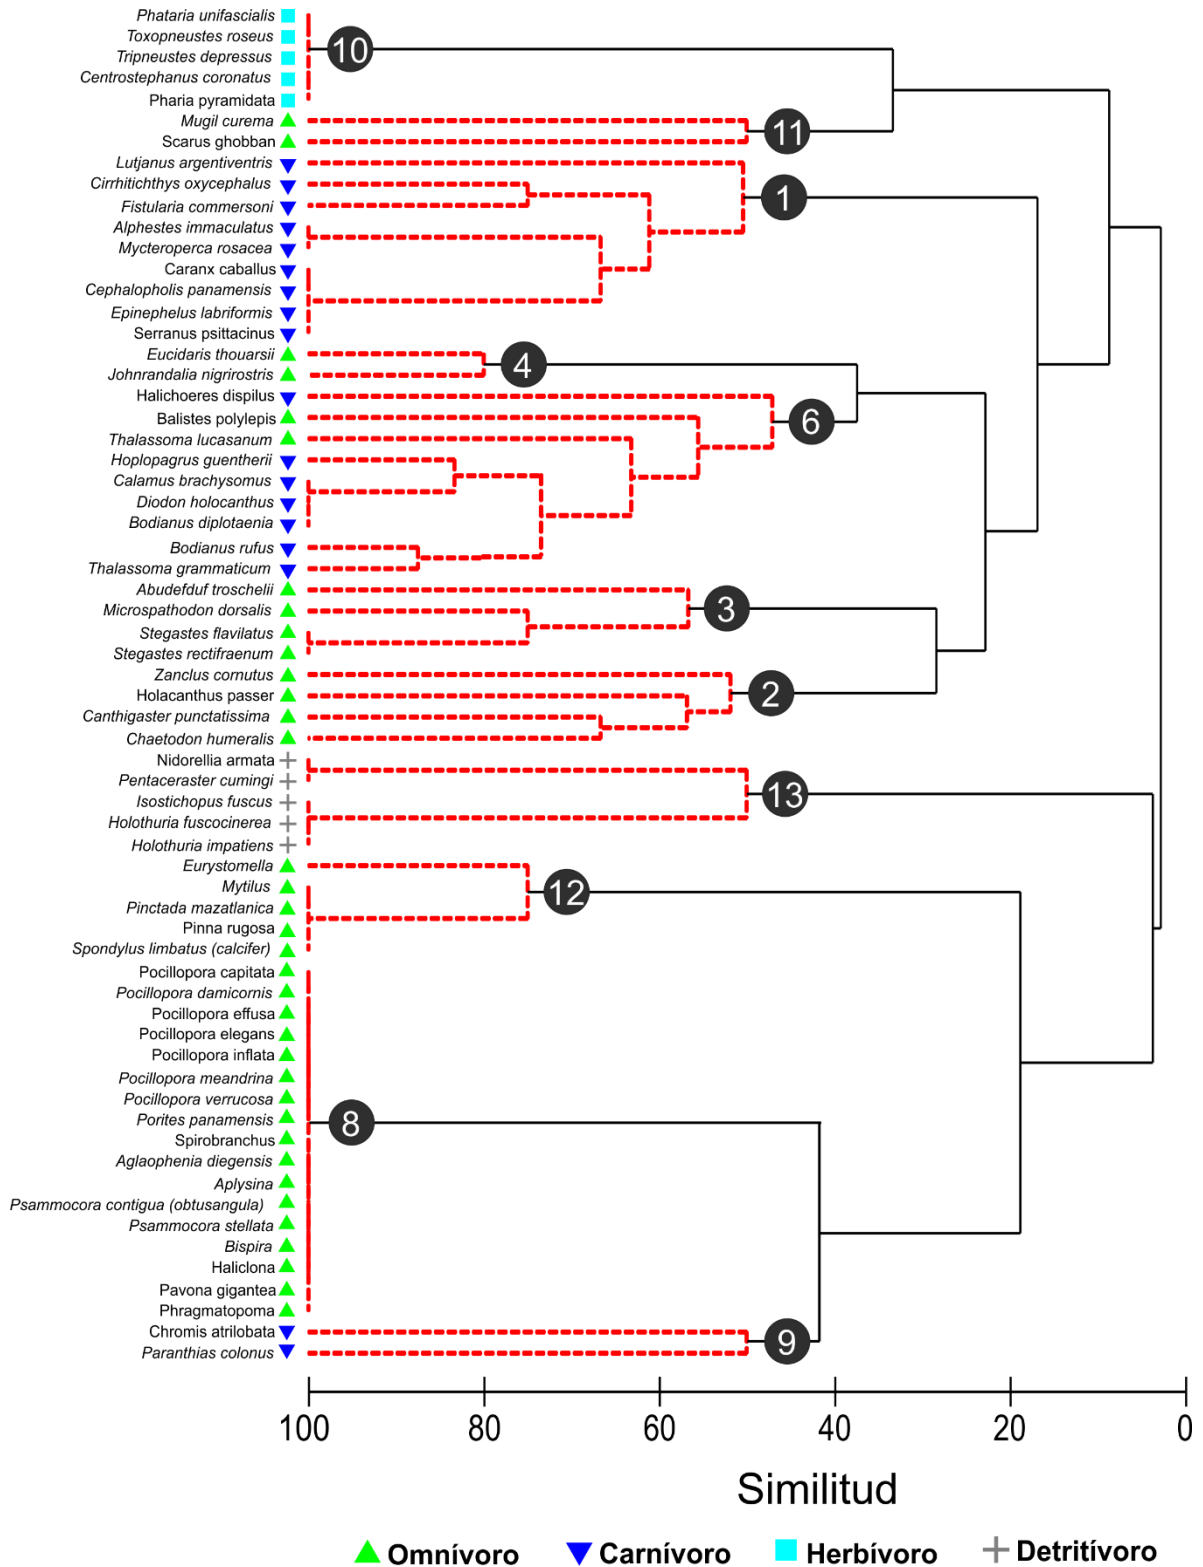 Phataria unifascialis
Toxopneustes roseus
Tripneustes depressus
Centrostephanus coronatus
Pharia pyramidata
Mugil curema
Scarus ghobban
Lutjanus argentiventris
Cirrhitichthys oxycephalus
Fistularia commersoni
Alphestes immaculatus
Mycteroperca rosacea
Caranx caballus
Cephalopholis panamensis
Epinephelus labriformis
Serranus psittacinus
Eucidaris thouarsii
Johnrandalia nigrirostris
Halichoeres dispilus
Balistes polylepis
Thalassoma lucasanum
Hoplopagrus guentherii
Calamus brachysomus
Diodon holocanthus
Bodianus diplotaenia
Bodianus rufus
Thalassoma grammaticum
Abudefduf troschelii
Microspathodon dorsalis
Stegastes flavilatus
Stegastes rectifraenum
Zanclus cornutus
Holacanthus passer
Canthigaster punctatissima
Chaetodon humeralis
Nidorellia armata
Pentaceraster cumingi
Isostichopus fuscus
Holothuria fuscocinerea
Holothuria impatiens
Eurystomella
Mytilus
Pinctada mazatlanica
Pinna rugosa
Spondylus limbatus (calcifer)
Pocillopora capitata
Pocillopora damicornis
Pocillopora effusa
Pocillopora elegans
Pocillopora inflata
Pocillopora meandrina
Pocillopora verrucosa
Porites panamensis
Spirobranchus
Aglaophenia diegensis
Aplysina
Psammocora contigua (obtusangula)
Psammocora stellata
Bispira
Haliclona
Pavona gigantea
Phragmatopoma
Chromis atrilobata
Paranthias colonus
10
11
1
4
6
3
2
13
12
8
9
100 80 60 40 20 0
Similitud
Omnívoro Carnívoro Herbívoro Detritívoro